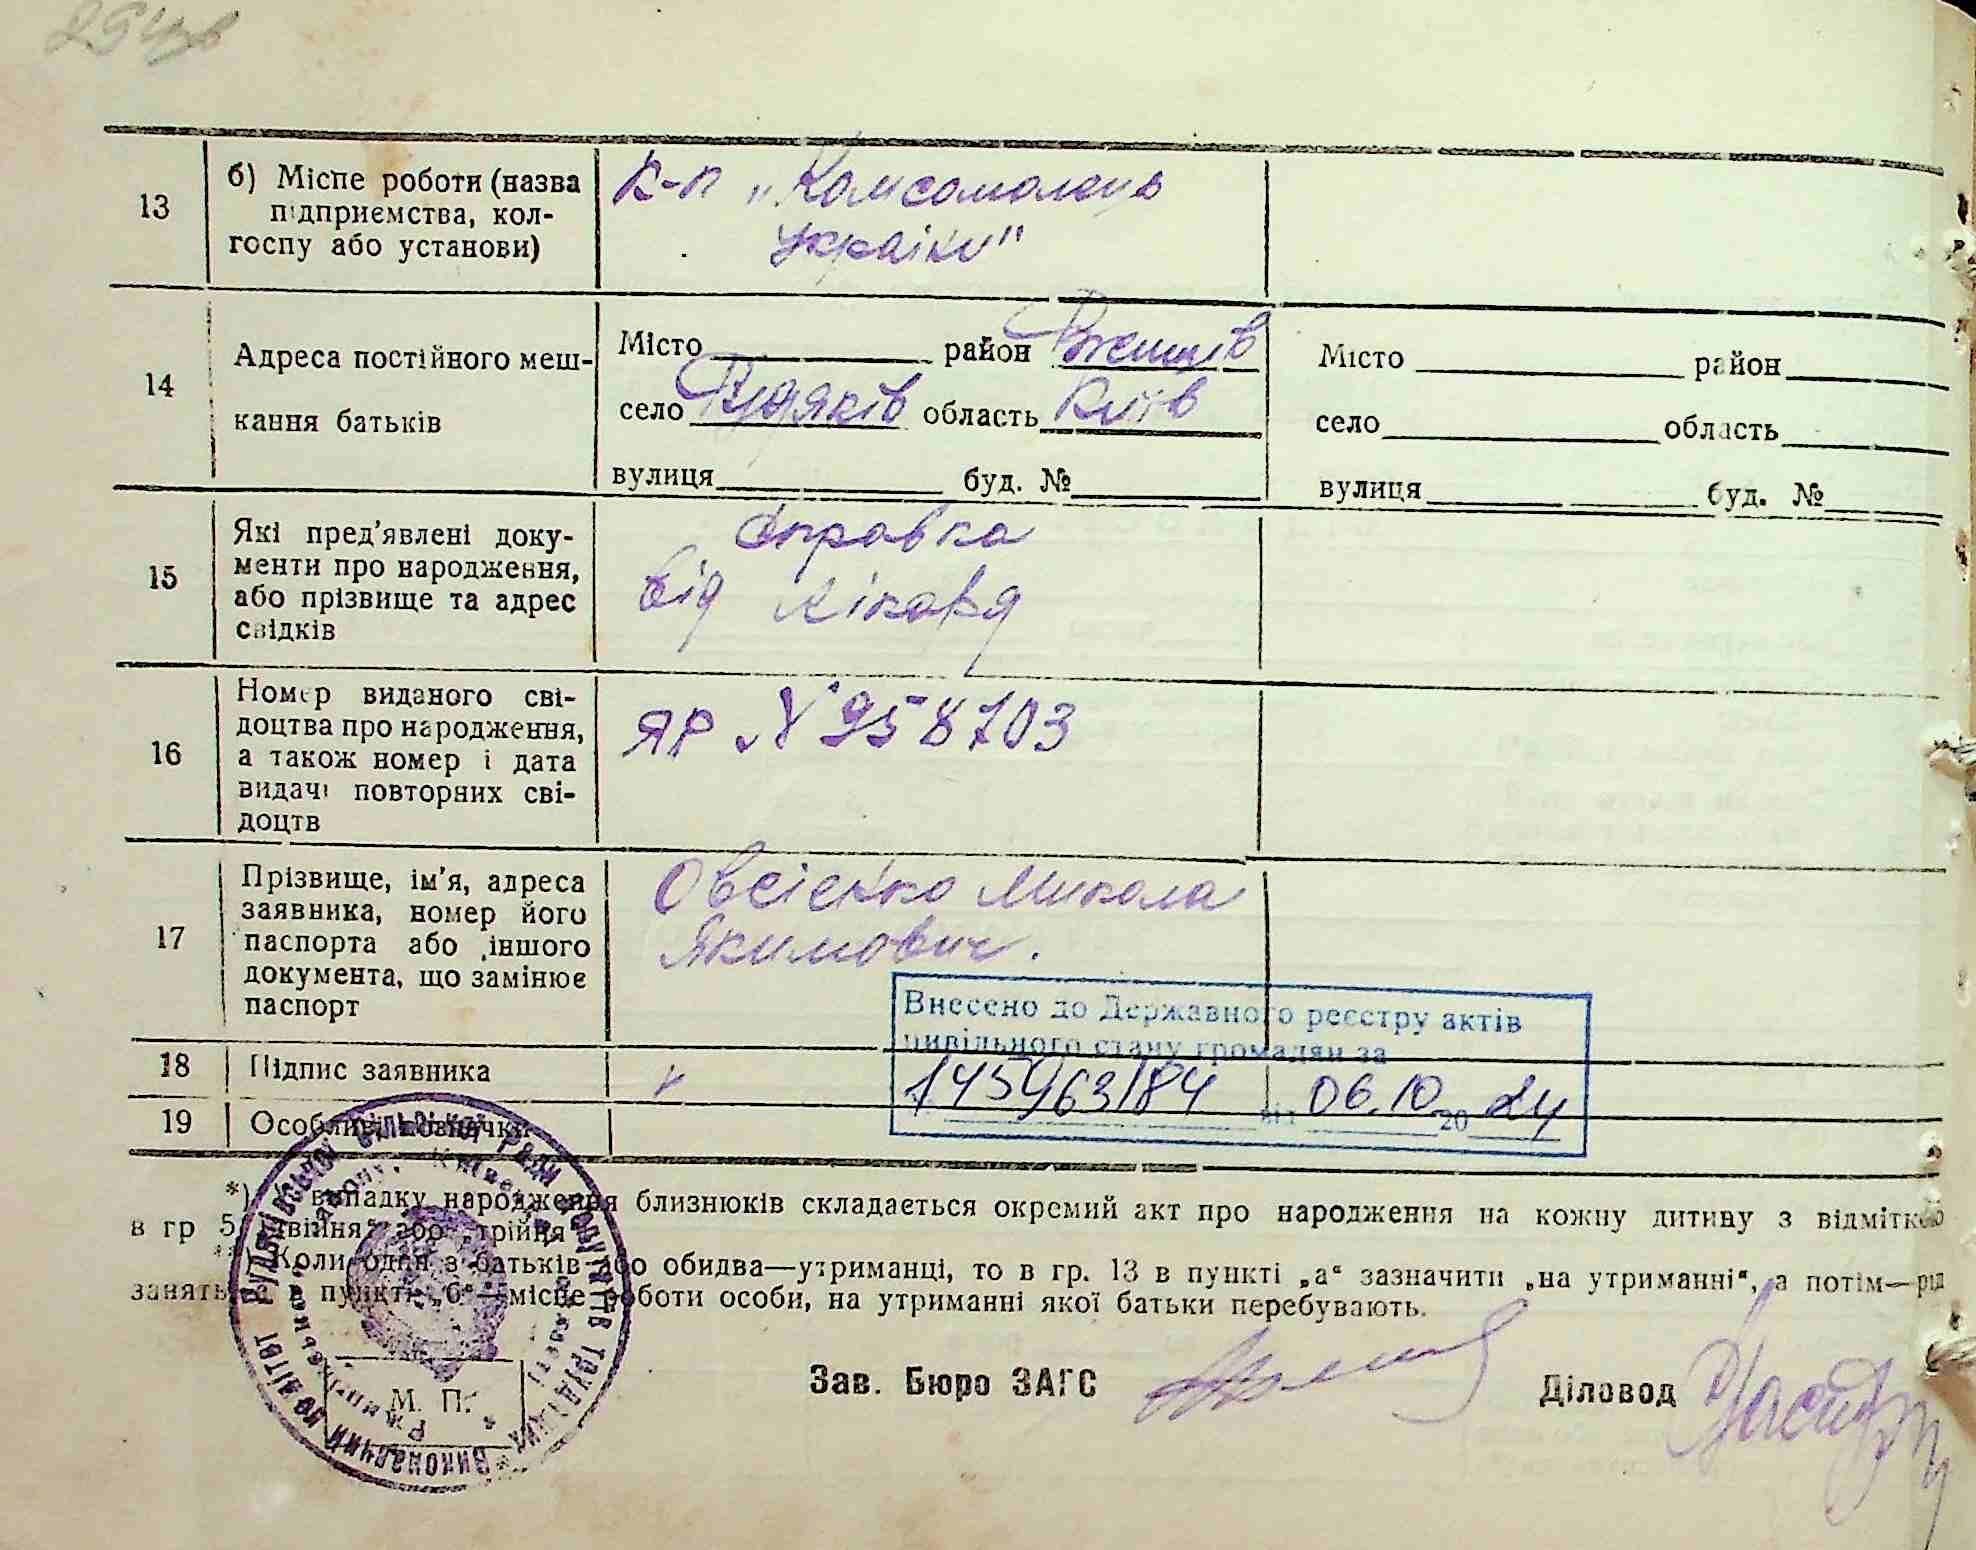 13
б) Місце роботи (назва
підприємства, кол-
госпу або установи)
к-п „Комсомолець
України"
14
Адреса постійного меш-
кання батьків
Місто район Ржищів
село Гудяків область Київ
вулиця буд. №
Місто район
село область
вулиця буд. №
15
Які пред'явлені доку-
менти про народження,
або прізвище та адрес
свідків
Справка
від лікаря
16
Номер виданого сві-
доцтва про народження,
а також номер і дата
видачі повторних сві-
доцтв
ЯР № 958703
17
Прізвище, ім'я, адреса
заявника, номер його
паспорта або іншого
документа, що замінює
паспорт
Овсієнко Микола
Якимович.
Внесено до Державного реєстру актів
цивільного стану громадян за
145963184 від 06.10 2024
18
Підпис заявника
19
Особливі
*) випадку народження близнюків складається окремий акт про народження на кожну дитину з відміткою
в гр 5 „двійня" або „трійня"
Коли один з батьків або обидва—утриманці, то в гр. 13 в пункті „а" зазначити „на утриманні", а потім—рід
занять, а в пункті „б"—місце роботи особи, на утриманні якої батьки перебувають.
М. П.
Зав. Бюро ЗАГС
Діловод